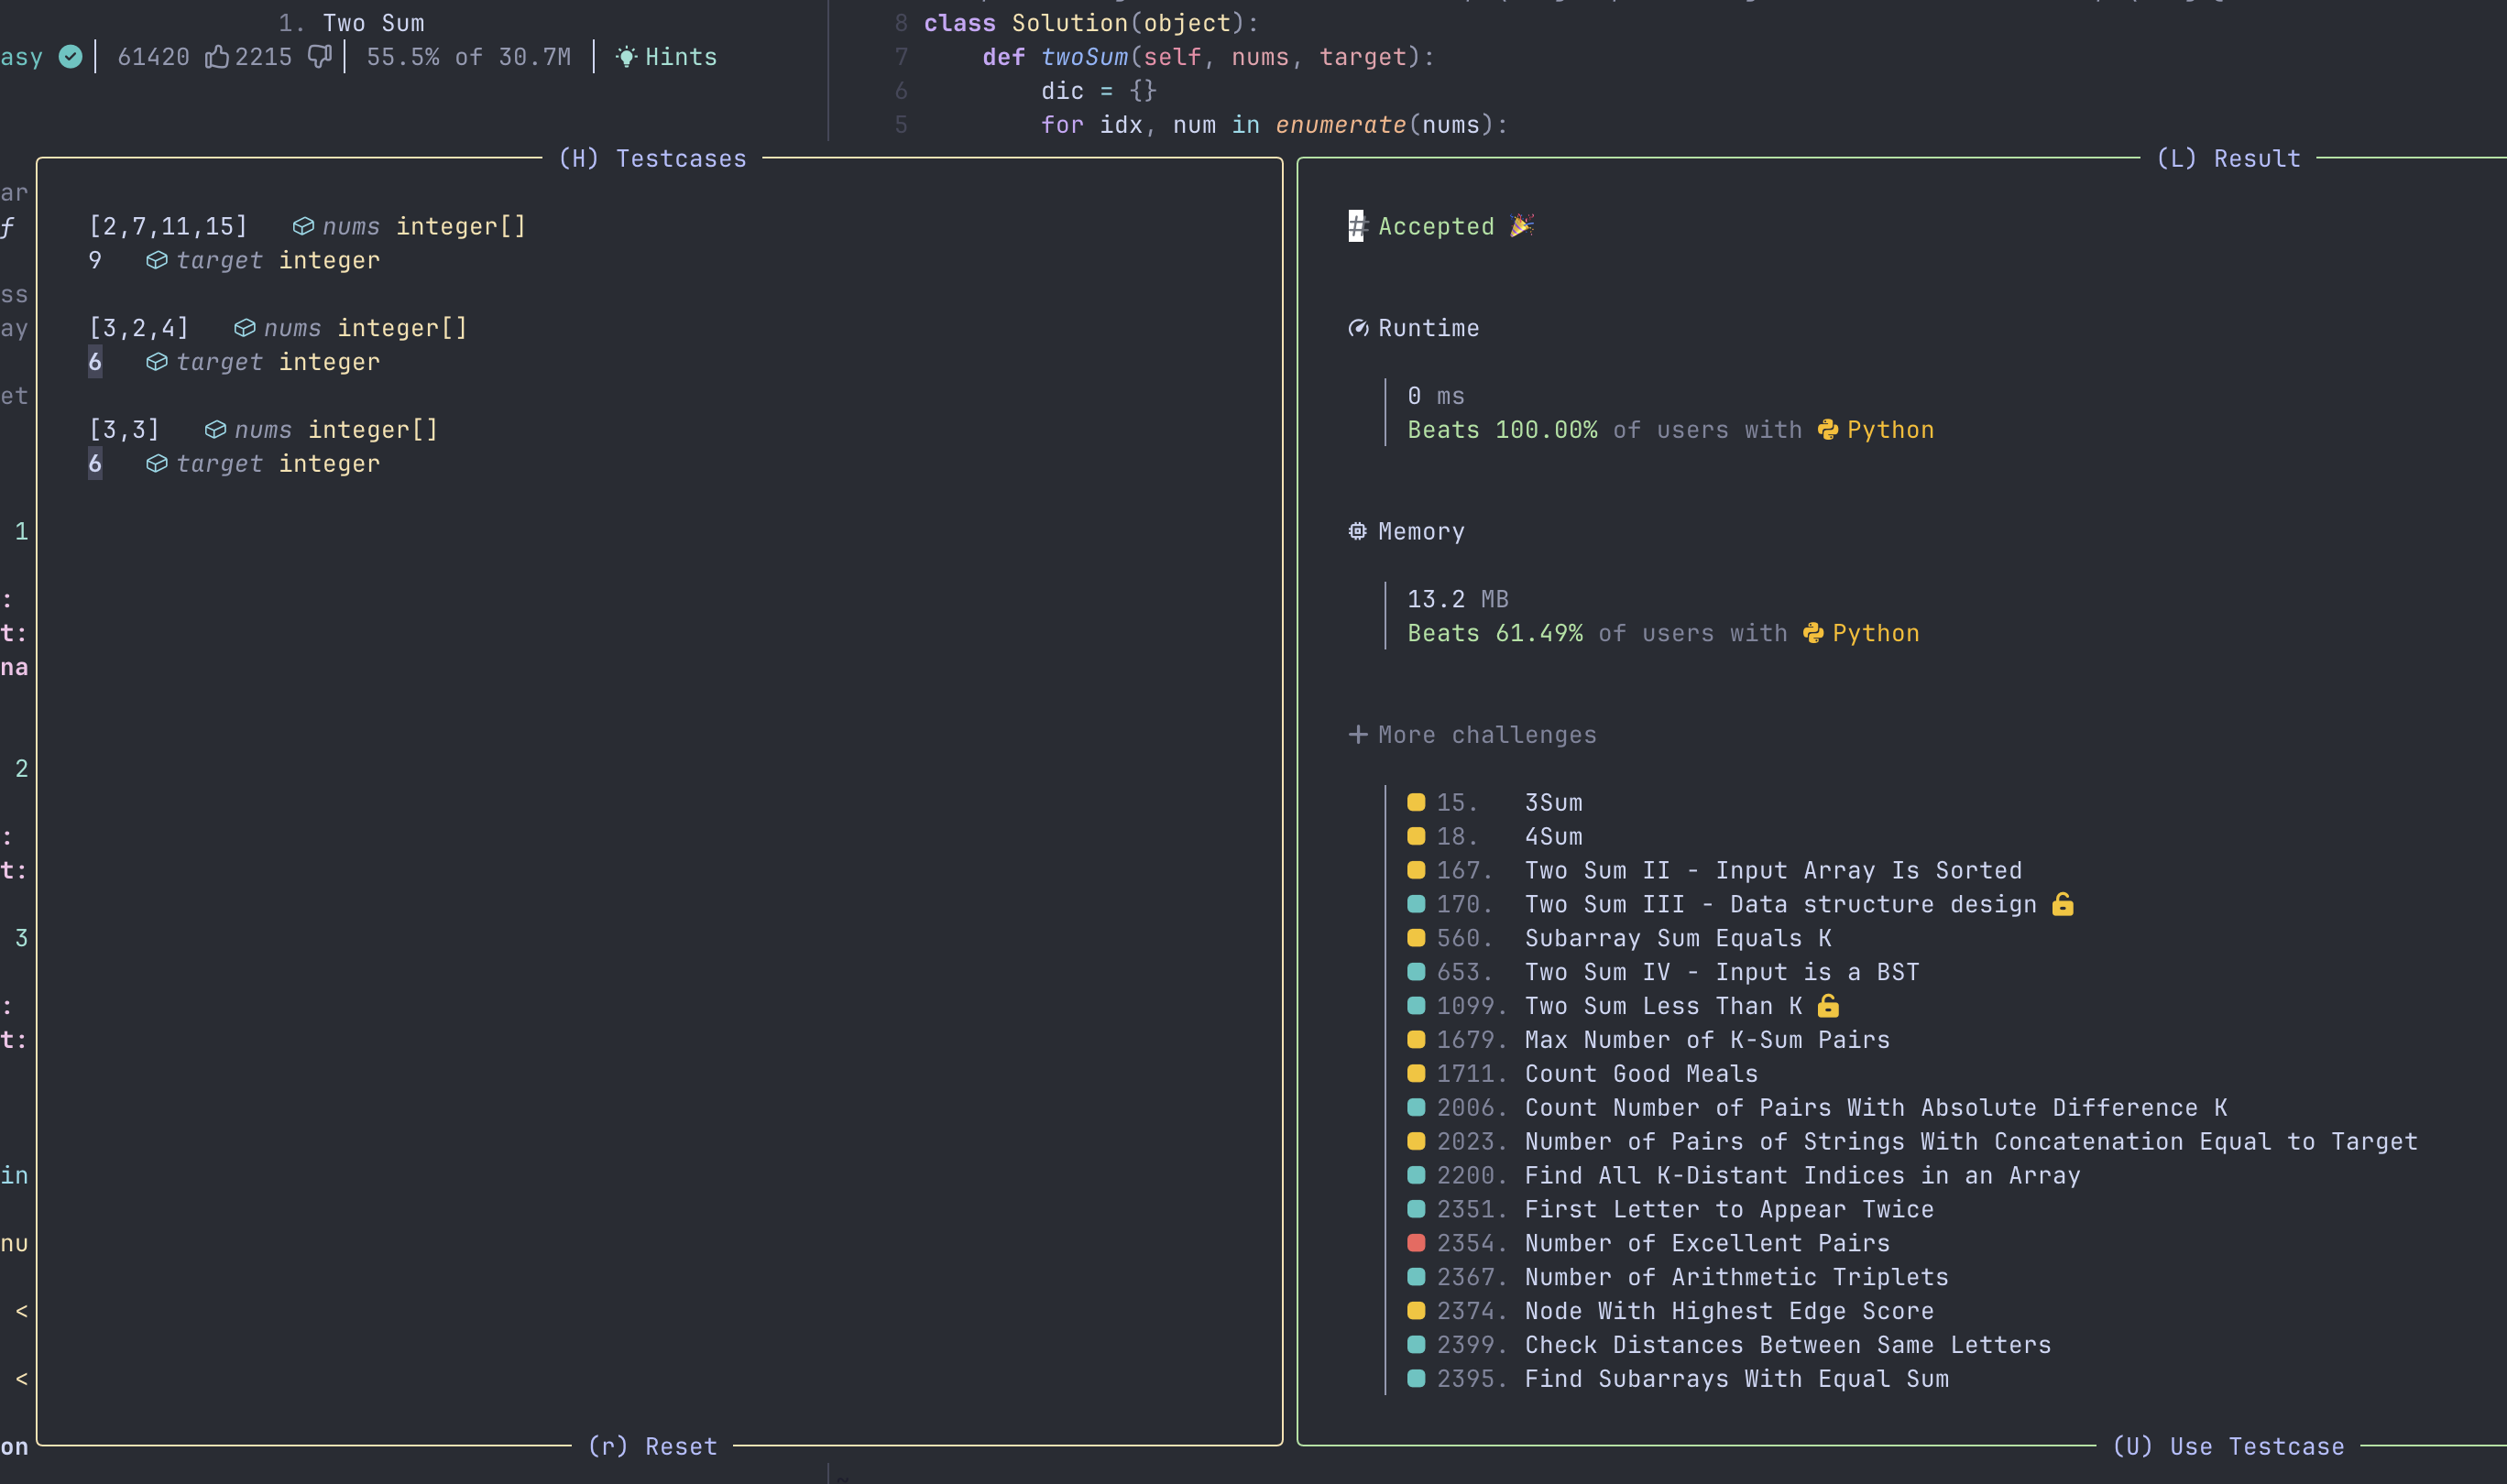 1. Two Sum
asy 61420 2215 55.5% of 30.7M Hints
8 class Solution(object):
7 def twoSum(self, nums, target):
6 dic = {}
5 for idx, num in enumerate(nums):
(H) Testcases
[2,7,11,15] nums integer[]
9 target integer
[3,2,4] nums integer[]
6 target integer
[3,3] nums integer[]
6 target integer
(r) Reset
ar
f
ss
ay
et
1
:
t:
na
2
:
t:
3
:
t:
in
nu
<
<
on
(L) Result
# Accepted 🎉
Runtime
0 ms
Beats 100.00% of users with Python
Memory
13.2 MB
Beats 61.49% of users with Python
+ More challenges
15. 3Sum
18. 4Sum
167. Two Sum II - Input Array Is Sorted
170. Two Sum III - Data structure design
560. Subarray Sum Equals K
653. Two Sum IV - Input is a BST
1099. Two Sum Less Than K
1679. Max Number of K-Sum Pairs
1711. Count Good Meals
2006. Count Number of Pairs With Absolute Difference K
2023. Number of Pairs of Strings With Concatenation Equal to Target
2200. Find All K-Distant Indices in an Array
2351. First Letter to Appear Twice
2354. Number of Excellent Pairs
2367. Number of Arithmetic Triplets
2374. Node With Highest Edge Score
2399. Check Distances Between Same Letters
2395. Find Subarrays With Equal Sum
(U) Use Testcase
~